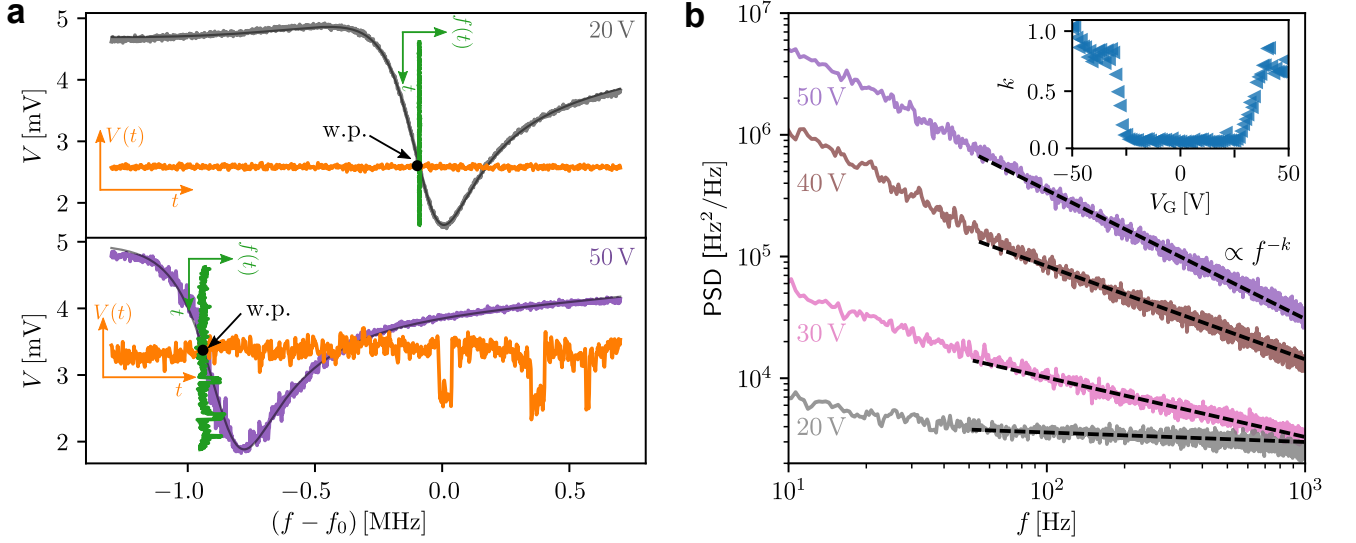 a
5
4
3
2
V [mV]
20 V
f(t)
t
w.p.
V(t)
t
5
4
3
2
V [mV]
50 V
f(t)
t
w.p.
V(t)
t
−1.0 −0.5 0.0 0.5
(f − f₀) [MHz]
b
10⁷
10⁶
10⁵
10⁴
PSD [Hz²/Hz]
50 V
40 V
30 V
20 V
∝ f⁻ᵏ
1.0
0.5
0.0
k
−50 0 50
V_G [V]
10¹ 10² 10³
f [Hz]